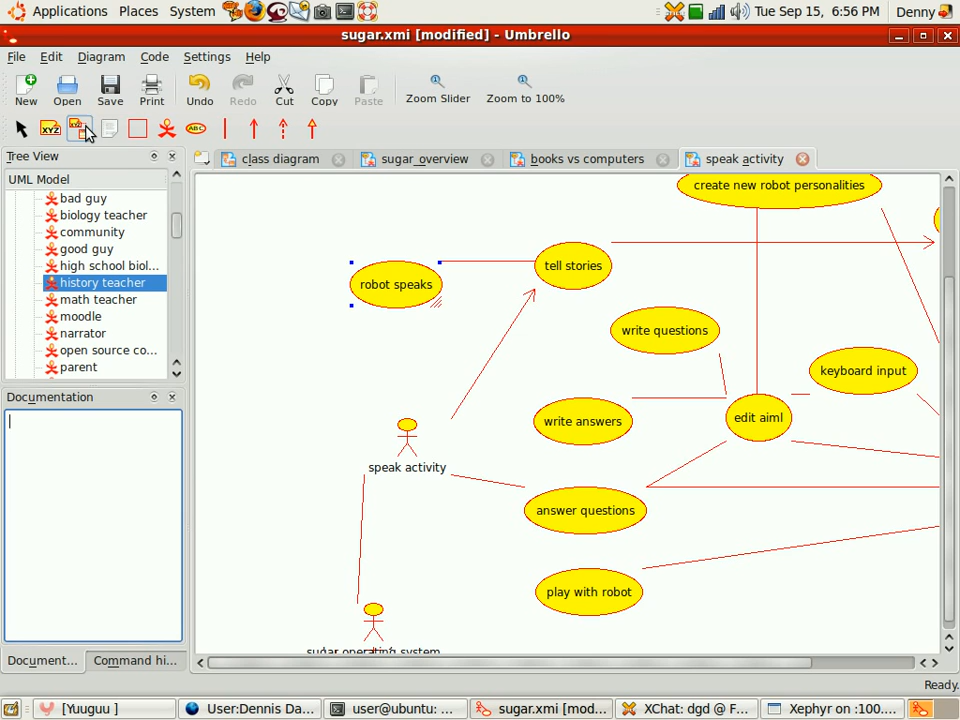 Applications Places System
Tue Sep 15, 6:56 PM Denny
sugar.xmi [modified] - Umbrello
File Edit Diagram Code Settings Help
New Open Save Print Undo Redo Cut Copy Paste Zoom Slider Zoom to 100%
XYZ
ABC
Tree View
class diagram sugar_overview books vs computers speak activity
UML Model
bad guy
biology teacher
community
good guy
high school biol...
history teacher
math teacher
moodle
narrator
open source co...
parent
Documentation
Document... Command hi...
create new robot personalities
tell stories
robot speaks
write questions
keyboard input
write answers
edit aiml
speak activity
answer questions
play with robot
sugar operating system
Ready.
[Yuuguu ]
User:Dennis Da...
user@ubuntu: ...
sugar.xmi [mod...
XChat: dgd @ F...
Xephyr on :100....